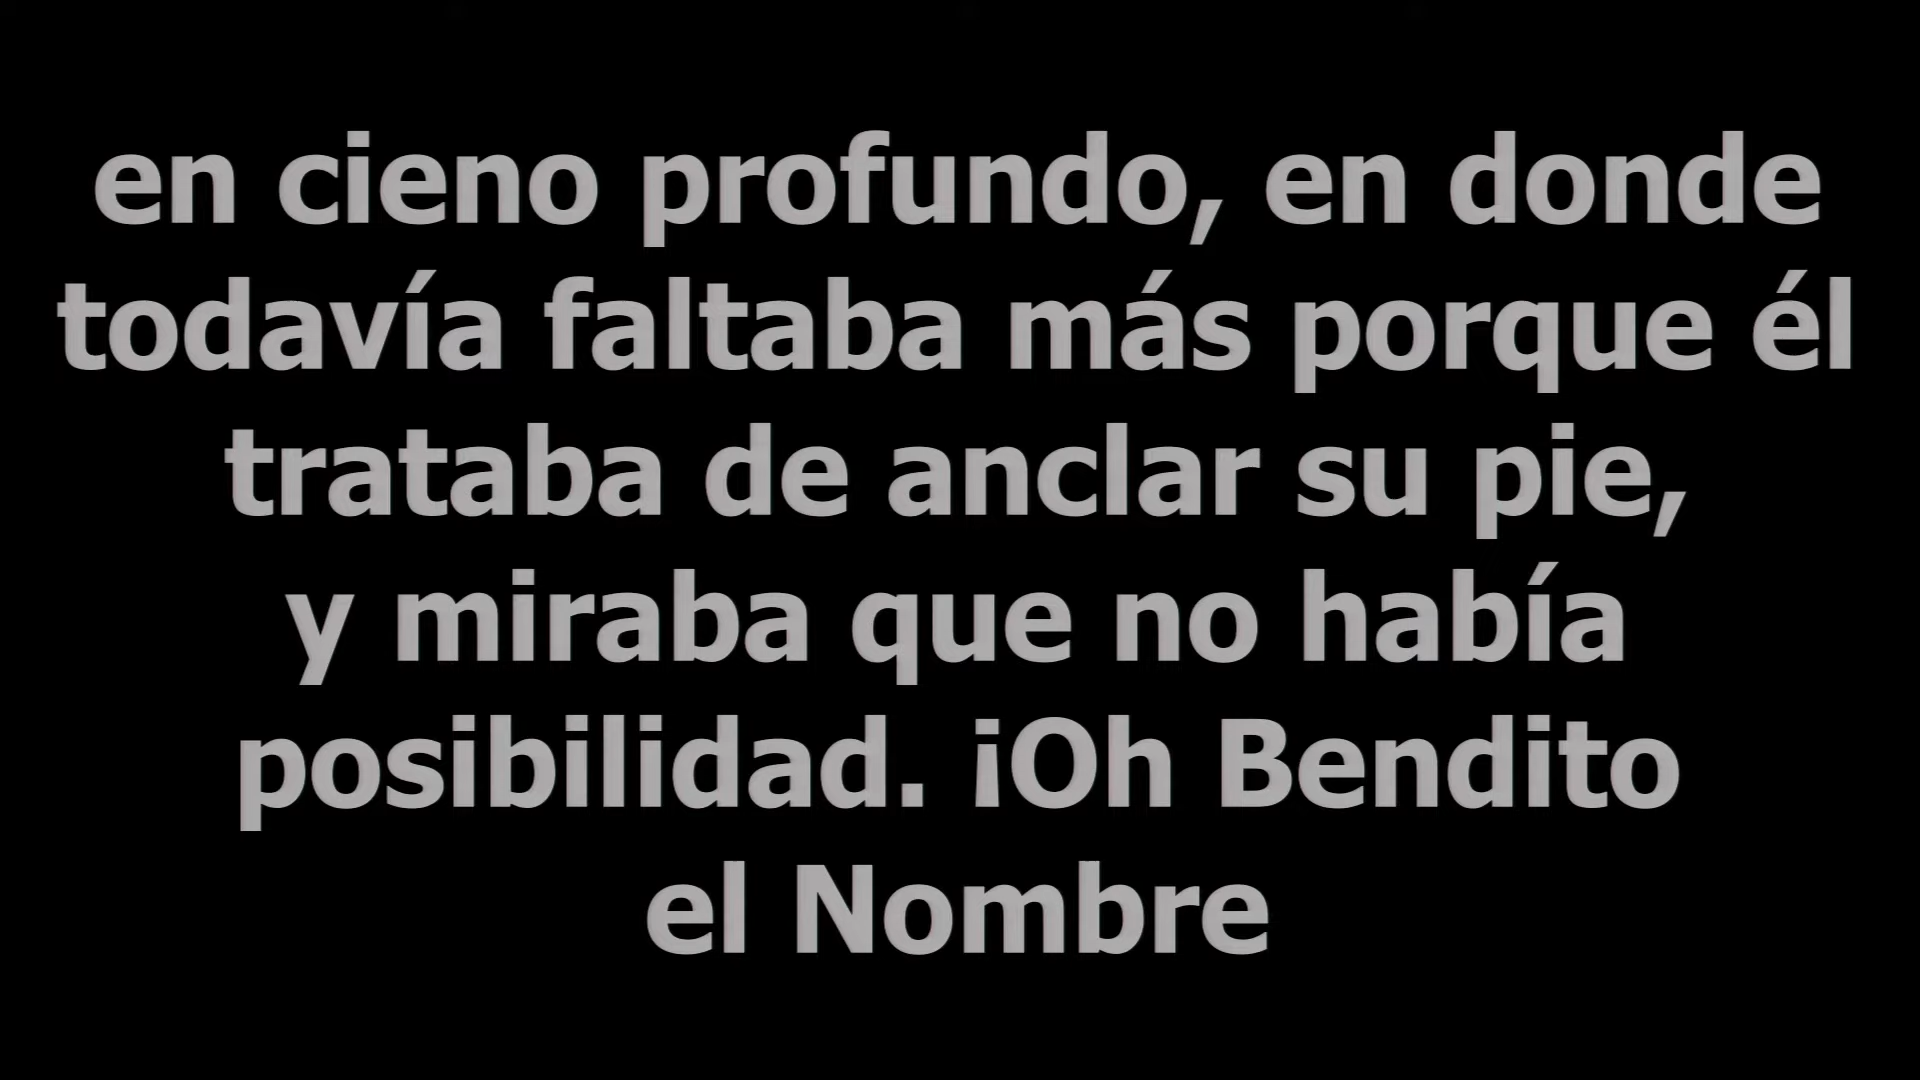 en cieno profundo, en donde
todavía faltaba más porque él
trataba de anclar su pie,
y miraba que no había
posibilidad. ¡Oh Bendito
el Nombre